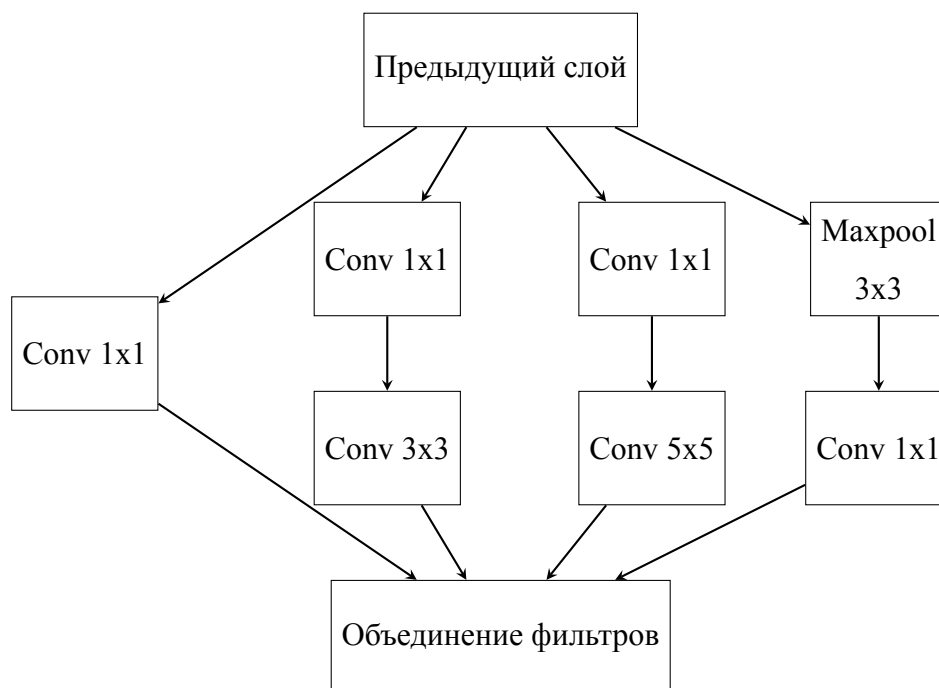 Предыдущий слой
Conv 1x1
Conv 1x1
Maxpool
3x3
Conv 1x1
Conv 3x3
Conv 5x5
Conv 1x1
Объединение фильтров